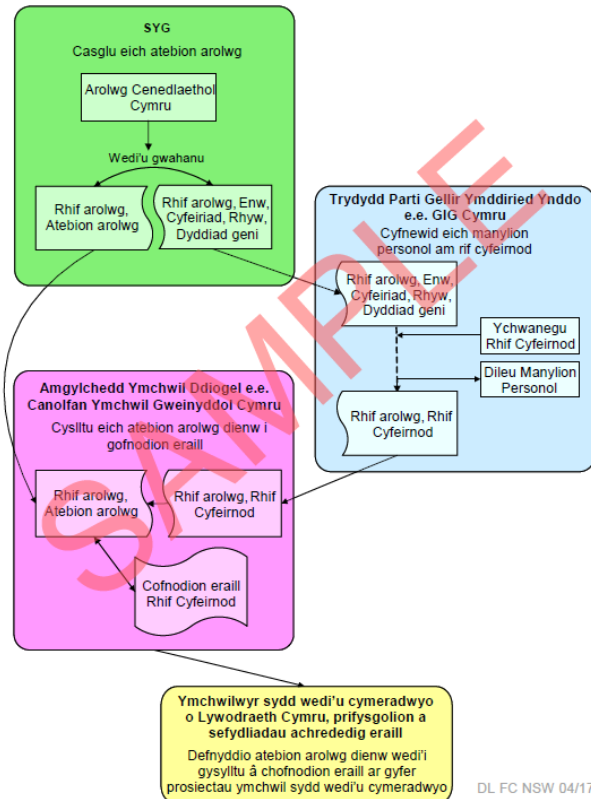 SYG
Casglu eich atebion arolwg
Arolwg Cenedlaethol
Cymru
Wedi'u gwahanu
Rhif arolwg,
Atebion arolwg
Rhif arolwg, Enw,
Cyfeiriad, Rhyw,
Dyddiad geni
Trydydd Parti Gellir Ymddiried Ynddo
e.e. GIG Cymru
Cyfnewid eich manylion
personol am rif cyfeirnod
Rhif arolwg, Enw,
Cyfeiriad, Rhyw,
Dyddiad geni
Ychwanegu
Rhif Cyfeirnod
Dileu Manylion
Personol
Rhif arolwg, Rhif
Cyfeirnod
Amgylchedd Ymchwil Ddiogel e.e.
Canolfan Ymchwil Gweinyddol Cymru
Cyslltu eich atebion arolwg dienw i
gofnodion eraill
Rhif arolwg,
Atebion arolwg
Rhif arolwg, Rhif
Cyfeirnod
Cofnodion eraill
Rhif Cyfeirnod
Ymchwilwyr sydd wedi'u cymeradwyo
o Lywodraeth Cymru, prifysgolion a
sefydliadau achrededig eraill
Defnyddio atebion arolwg dienw wedi'i
gysylltu â chofnodion eraill ar gyfer
prosiectau ymchwil sydd wedi'u cymeradwyo
DL FC NSW 04/17
SAMPLE